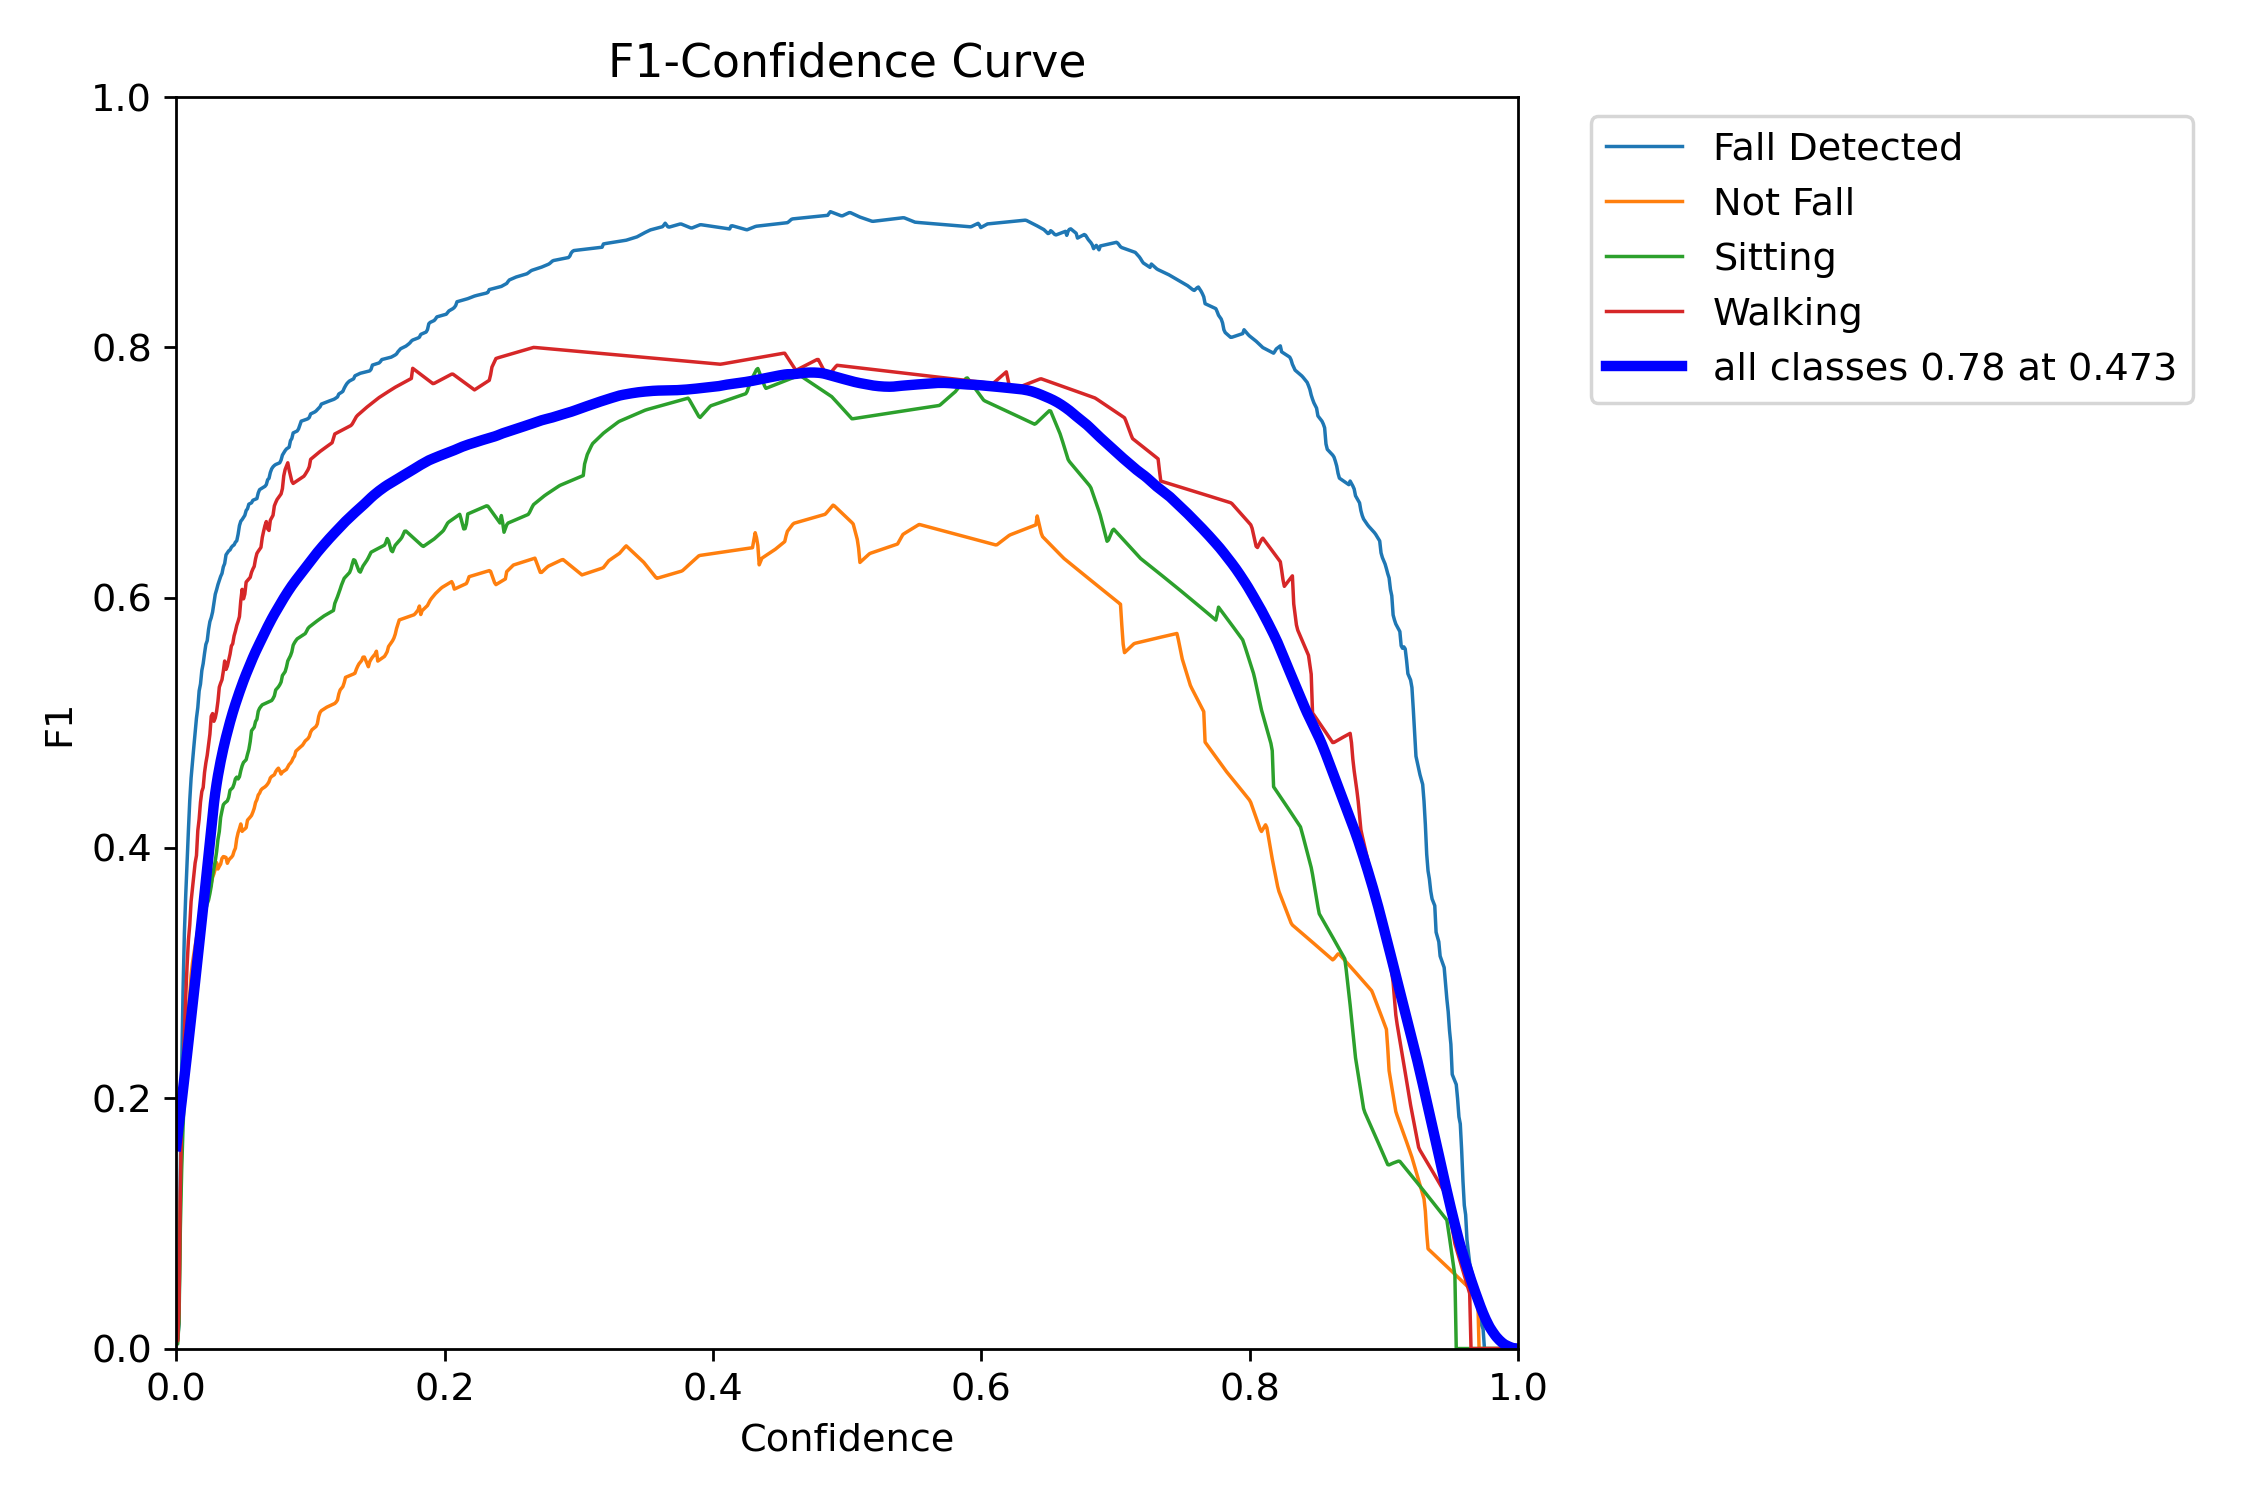 F1-Confidence Curve
1.0
0.8
0.6
0.4
0.2
0.0
F1
0.0 0.2 0.4 0.6 0.8 1.0
Confidence
Fall Detected
Not Fall
Sitting
Walking
all classes 0.78 at 0.473